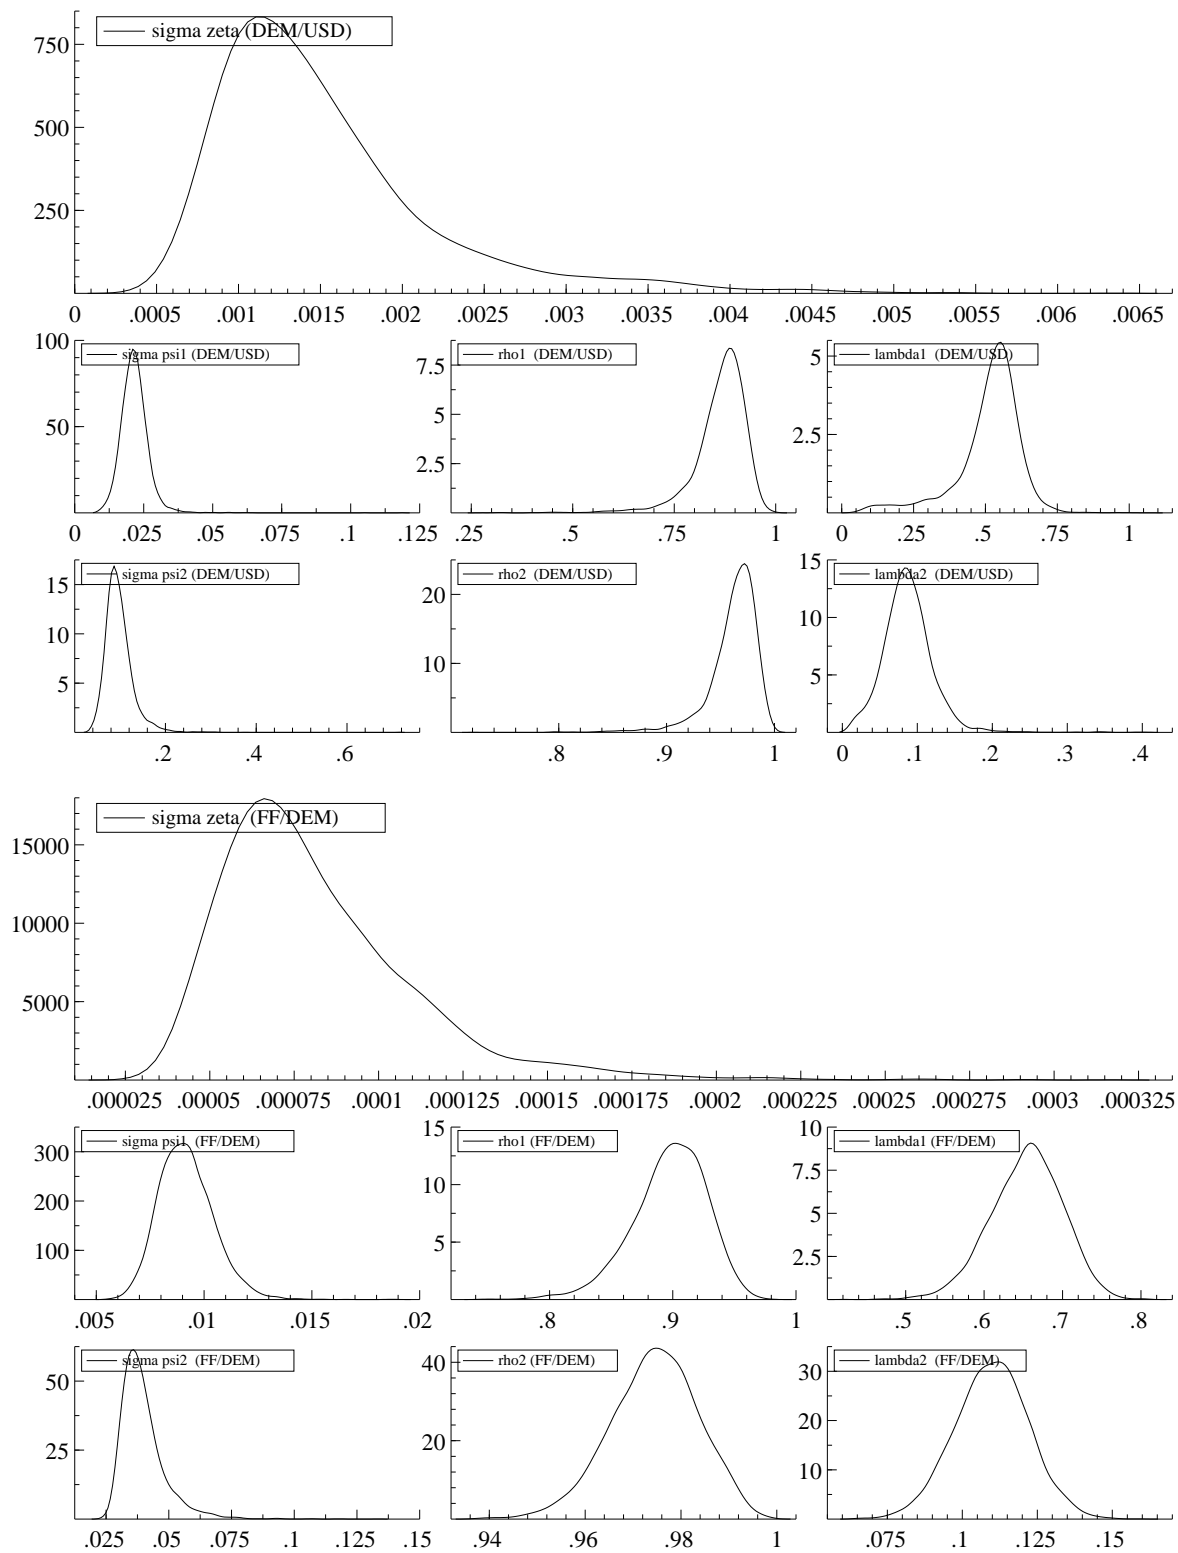 sigma zeta (DEM/USD)
750
500
250
0 .0005 .001 .0015 .002 .0025 .003 .0035 .004 .0045 .005 .0055 .006 .0065
sigma psi1 (DEM/USD)
100
50
0 .025 .05 .075 .1 .125
rho1 (DEM/USD)
7.5
5
2.5
.25 .5 .75 1
lambda1 (DEM/USD)
5
2.5
0 .25 .5 .75 1
sigma psi2 (DEM/USD)
15
10
5
.2 .4 .6
rho2 (DEM/USD)
20
10
.8 .9 1
lambda2 (DEM/USD)
15
10
5
0 .1 .2 .3 .4
sigma zeta (FF/DEM)
15000
10000
5000
.000025 .00005 .000075 .0001 .000125 .00015 .000175 .0002 .000225 .00025 .000275 .0003 .000325
sigma psi1 (FF/DEM)
300
200
100
.005 .01 .015 .02
rho1 (FF/DEM)
15
10
5
.8 .9 1
lambda1 (FF/DEM)
10
7.5
5
2.5
.5 .6 .7 .8
sigma psi2 (FF/DEM)
50
25
.025 .05 .075 .1 .125 .15
rho2 (FF/DEM)
40
20
.94 .96 .98 1
lambda2 (FF/DEM)
30
20
10
.075 .1 .125 .15